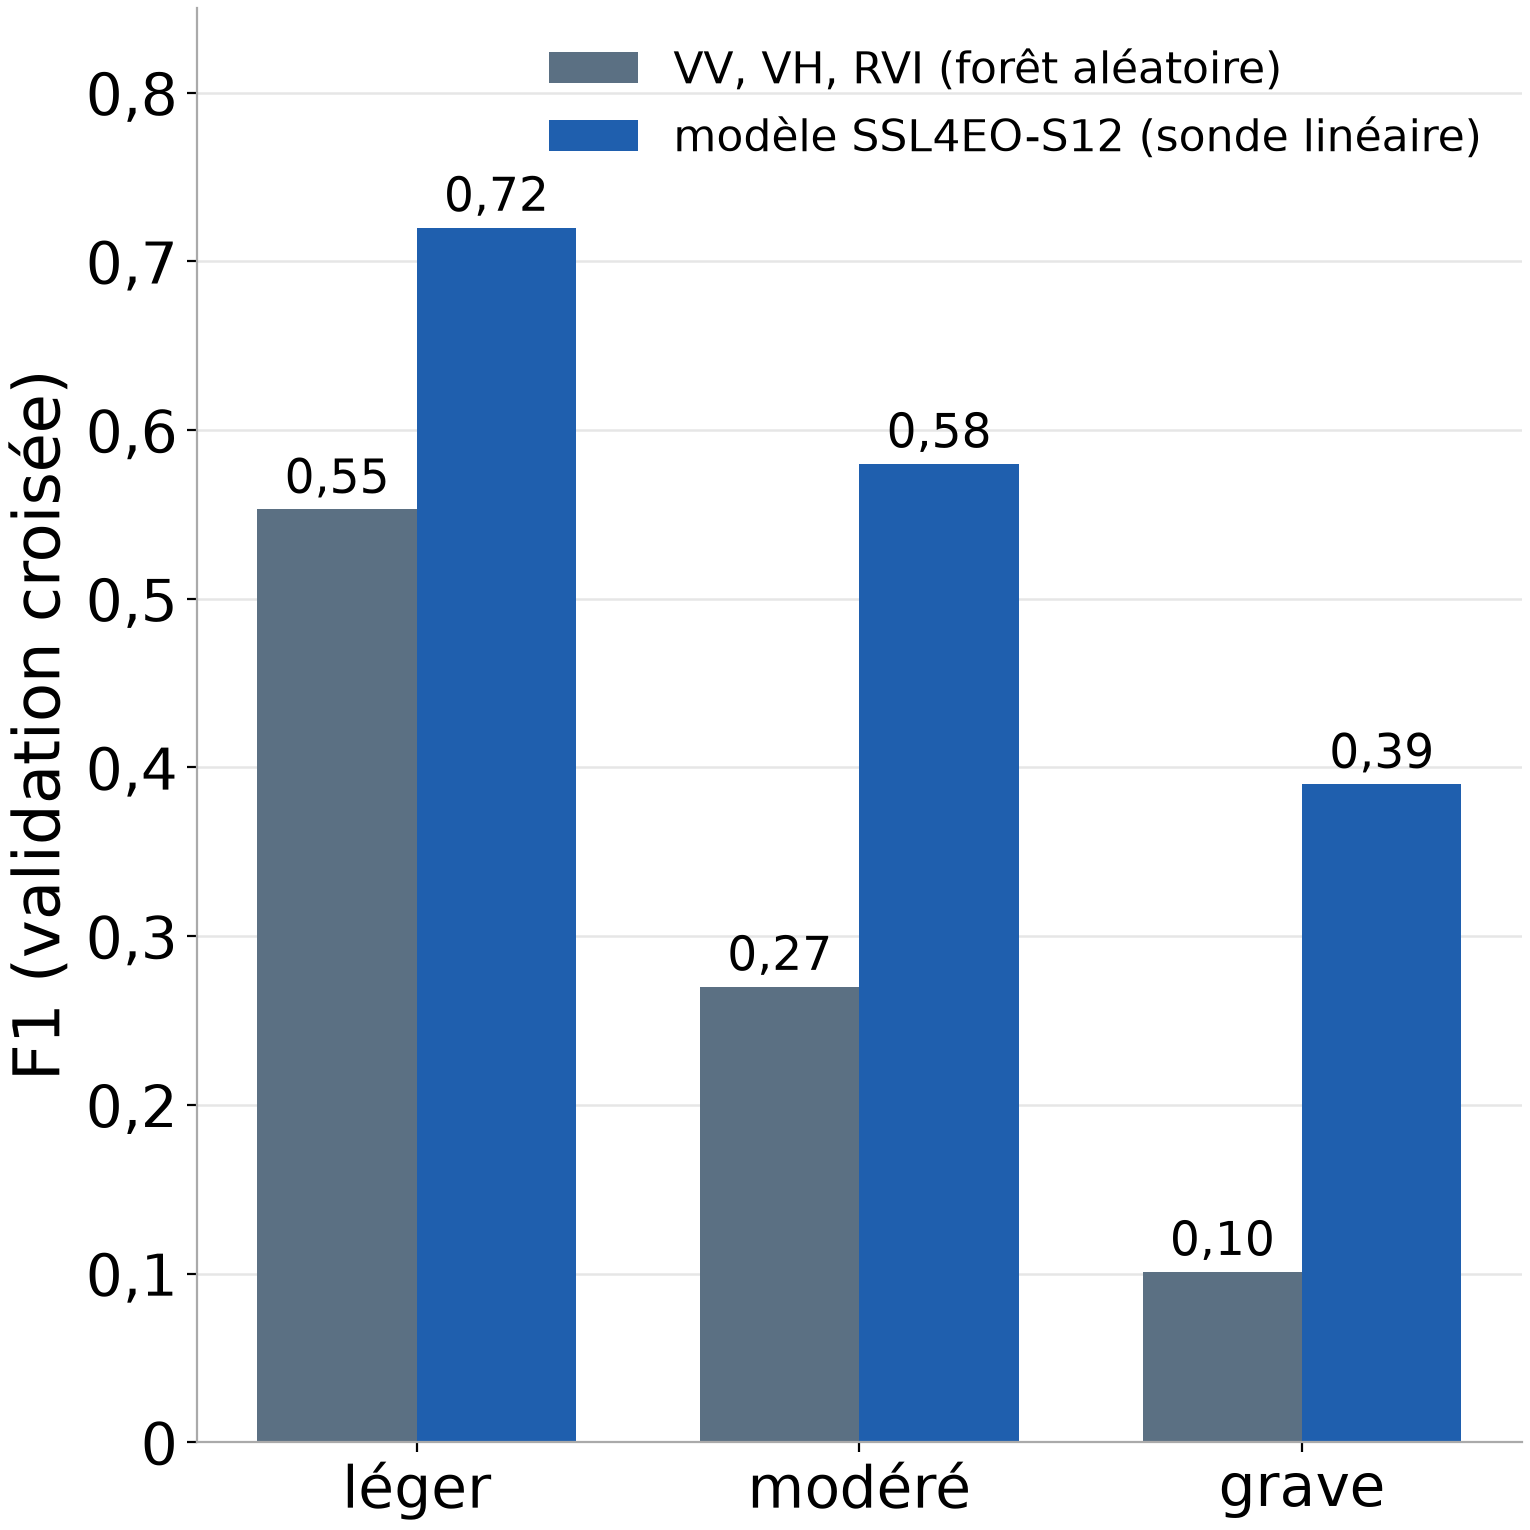 VV, VH, RVI (forêt aléatoire)
modèle SSL4EO-S12 (sonde linéaire)
F1 (validation croisée)
0,8
0,7
0,6
0,5
0,4
0,3
0,2
0,1
0
0,55
0,72
0,27
0,58
0,10
0,39
léger
modéré
grave